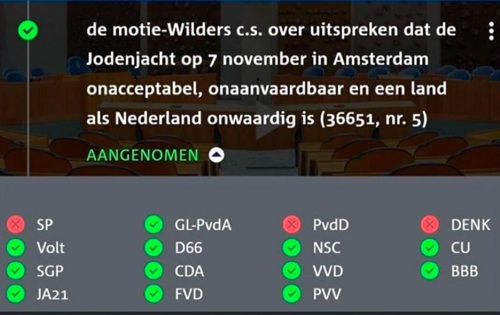 de motie-Wilders c.s. over uitspreken dat de
Jodenjacht op 7 november in Amsterdam
onacceptabel, onaanvaardbaar en een land
als Nederland onwaardig is (36651, nr. 5)
AANGENOMEN
SP GL-PvdA PvdD DENK
Volt D66 NSC CU
SGP CDA VVD BBB
JA21 FVD PVV